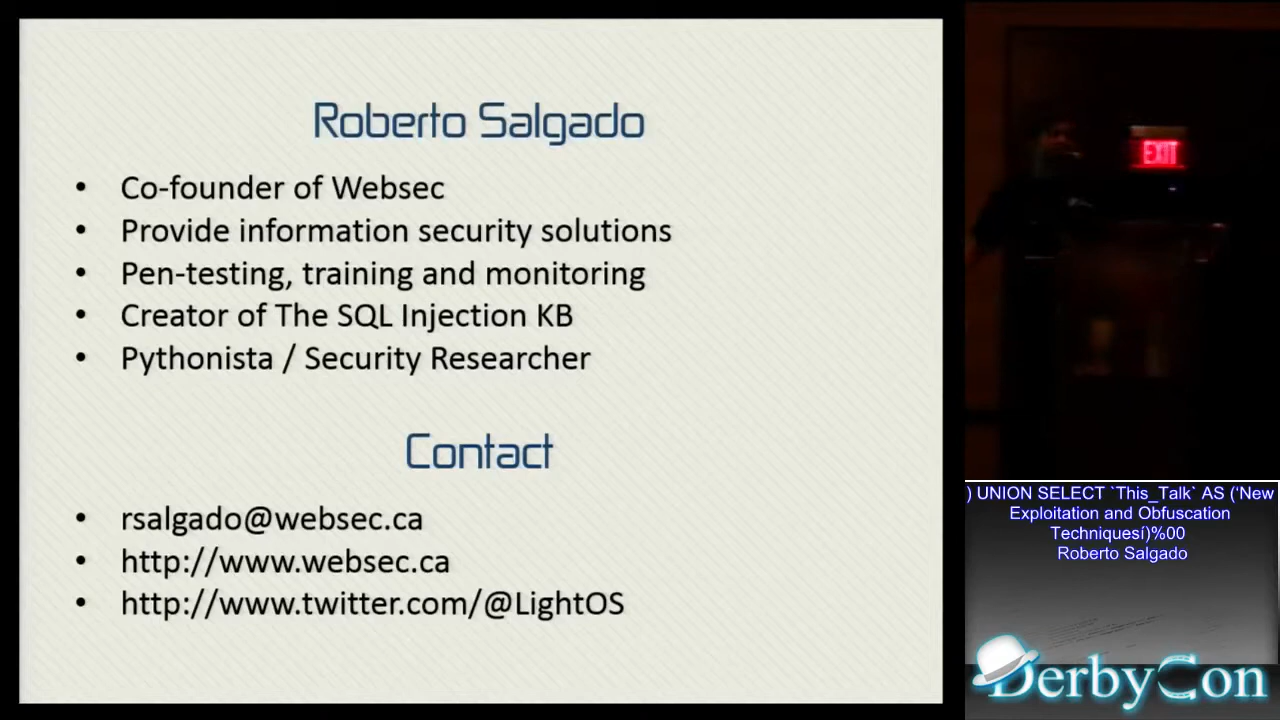 Roberto Salgado
• Co-founder of Websec
• Provide information security solutions
• Pen-testing, training and monitoring
• Creator of The SQL Injection KB
• Pythonista / Security Researcher
Contact
• rsalgado@websec.ca
• http://www.websec.ca
• http://www.twitter.com/@LightOS
EXIT
) UNION SELECT `This_Talk` AS ('New
Exploitation and Obfuscation
Techniquesí)%00
Roberto Salgado
DerbyCon